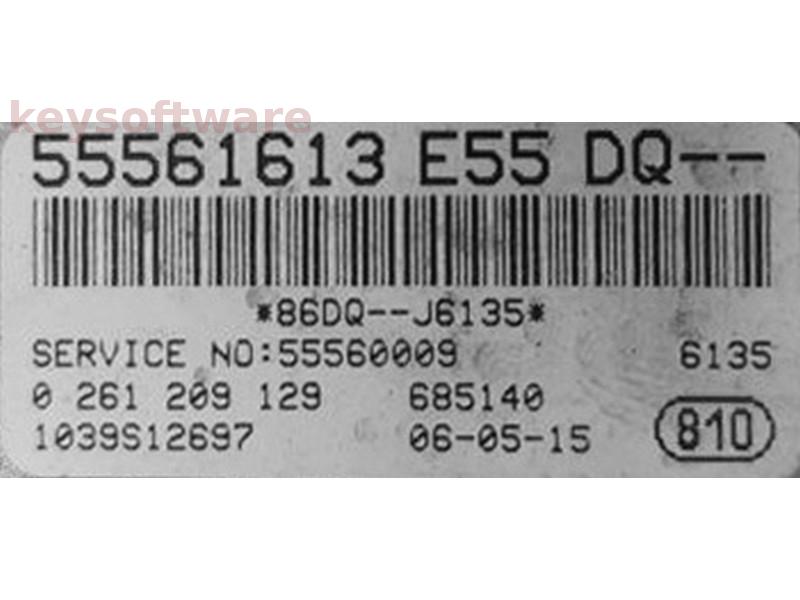 keysoftware
55561613 E55 DQ--
*86DQ--J6135*
SERVICE NO:55560009 6135
0 261 209 129 685140
1039S12697 06-05-15 810